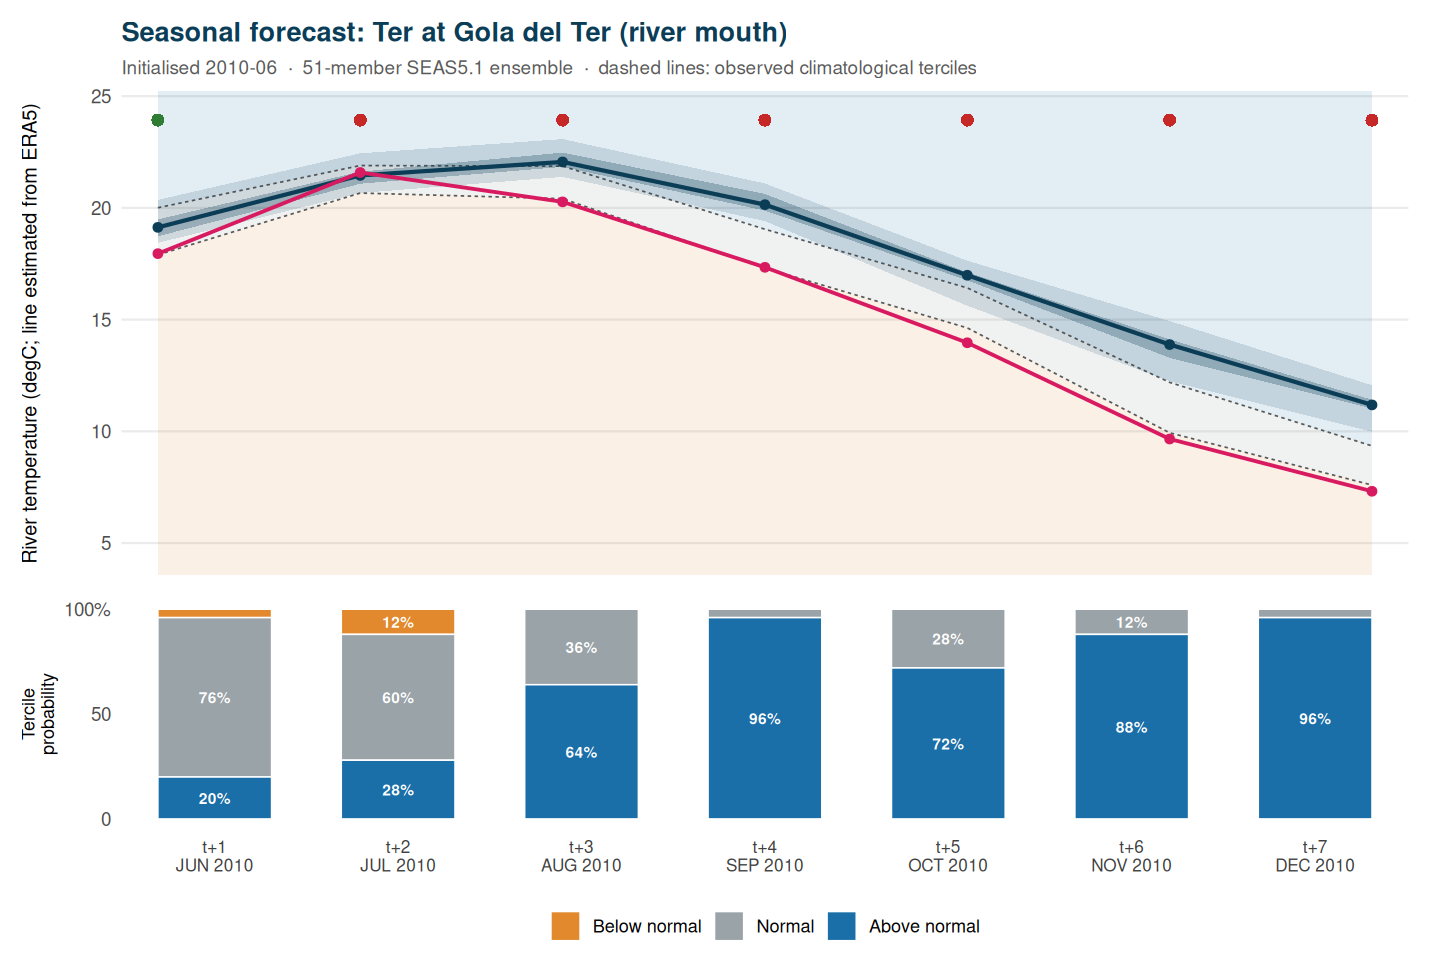 Seasonal forecast: Ter at Gola del Ter (river mouth)
Initialised 2010-06 · 51-member SEAS5.1 ensemble · dashed lines: observed climatological terciles
River temperature (degC; line estimated from ERA5)
25
20
15
10
5
Tercile
probability
100%
50
0
76%
20%
12%
60%
28%
36%
64%
96%
28%
72%
12%
88%
96%
t+1
JUN 2010
t+2
JUL 2010
t+3
AUG 2010
t+4
SEP 2010
t+5
OCT 2010
t+6
NOV 2010
t+7
DEC 2010
Below normal
Normal
Above normal